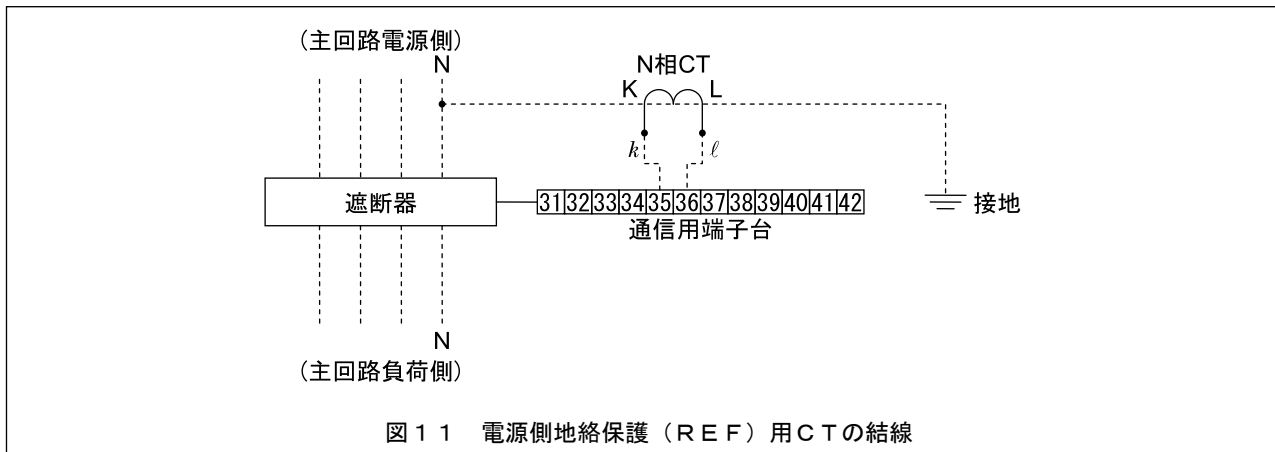 (主回路電源側)
N
N相CT
K
L
k
ℓ
遮断器
31 32 33 34 35 36 37 38 39 40 41 42
接地
通信用端子台
N
(主回路負荷側)
図11 電源側地絡保護(REF)用CTの結線